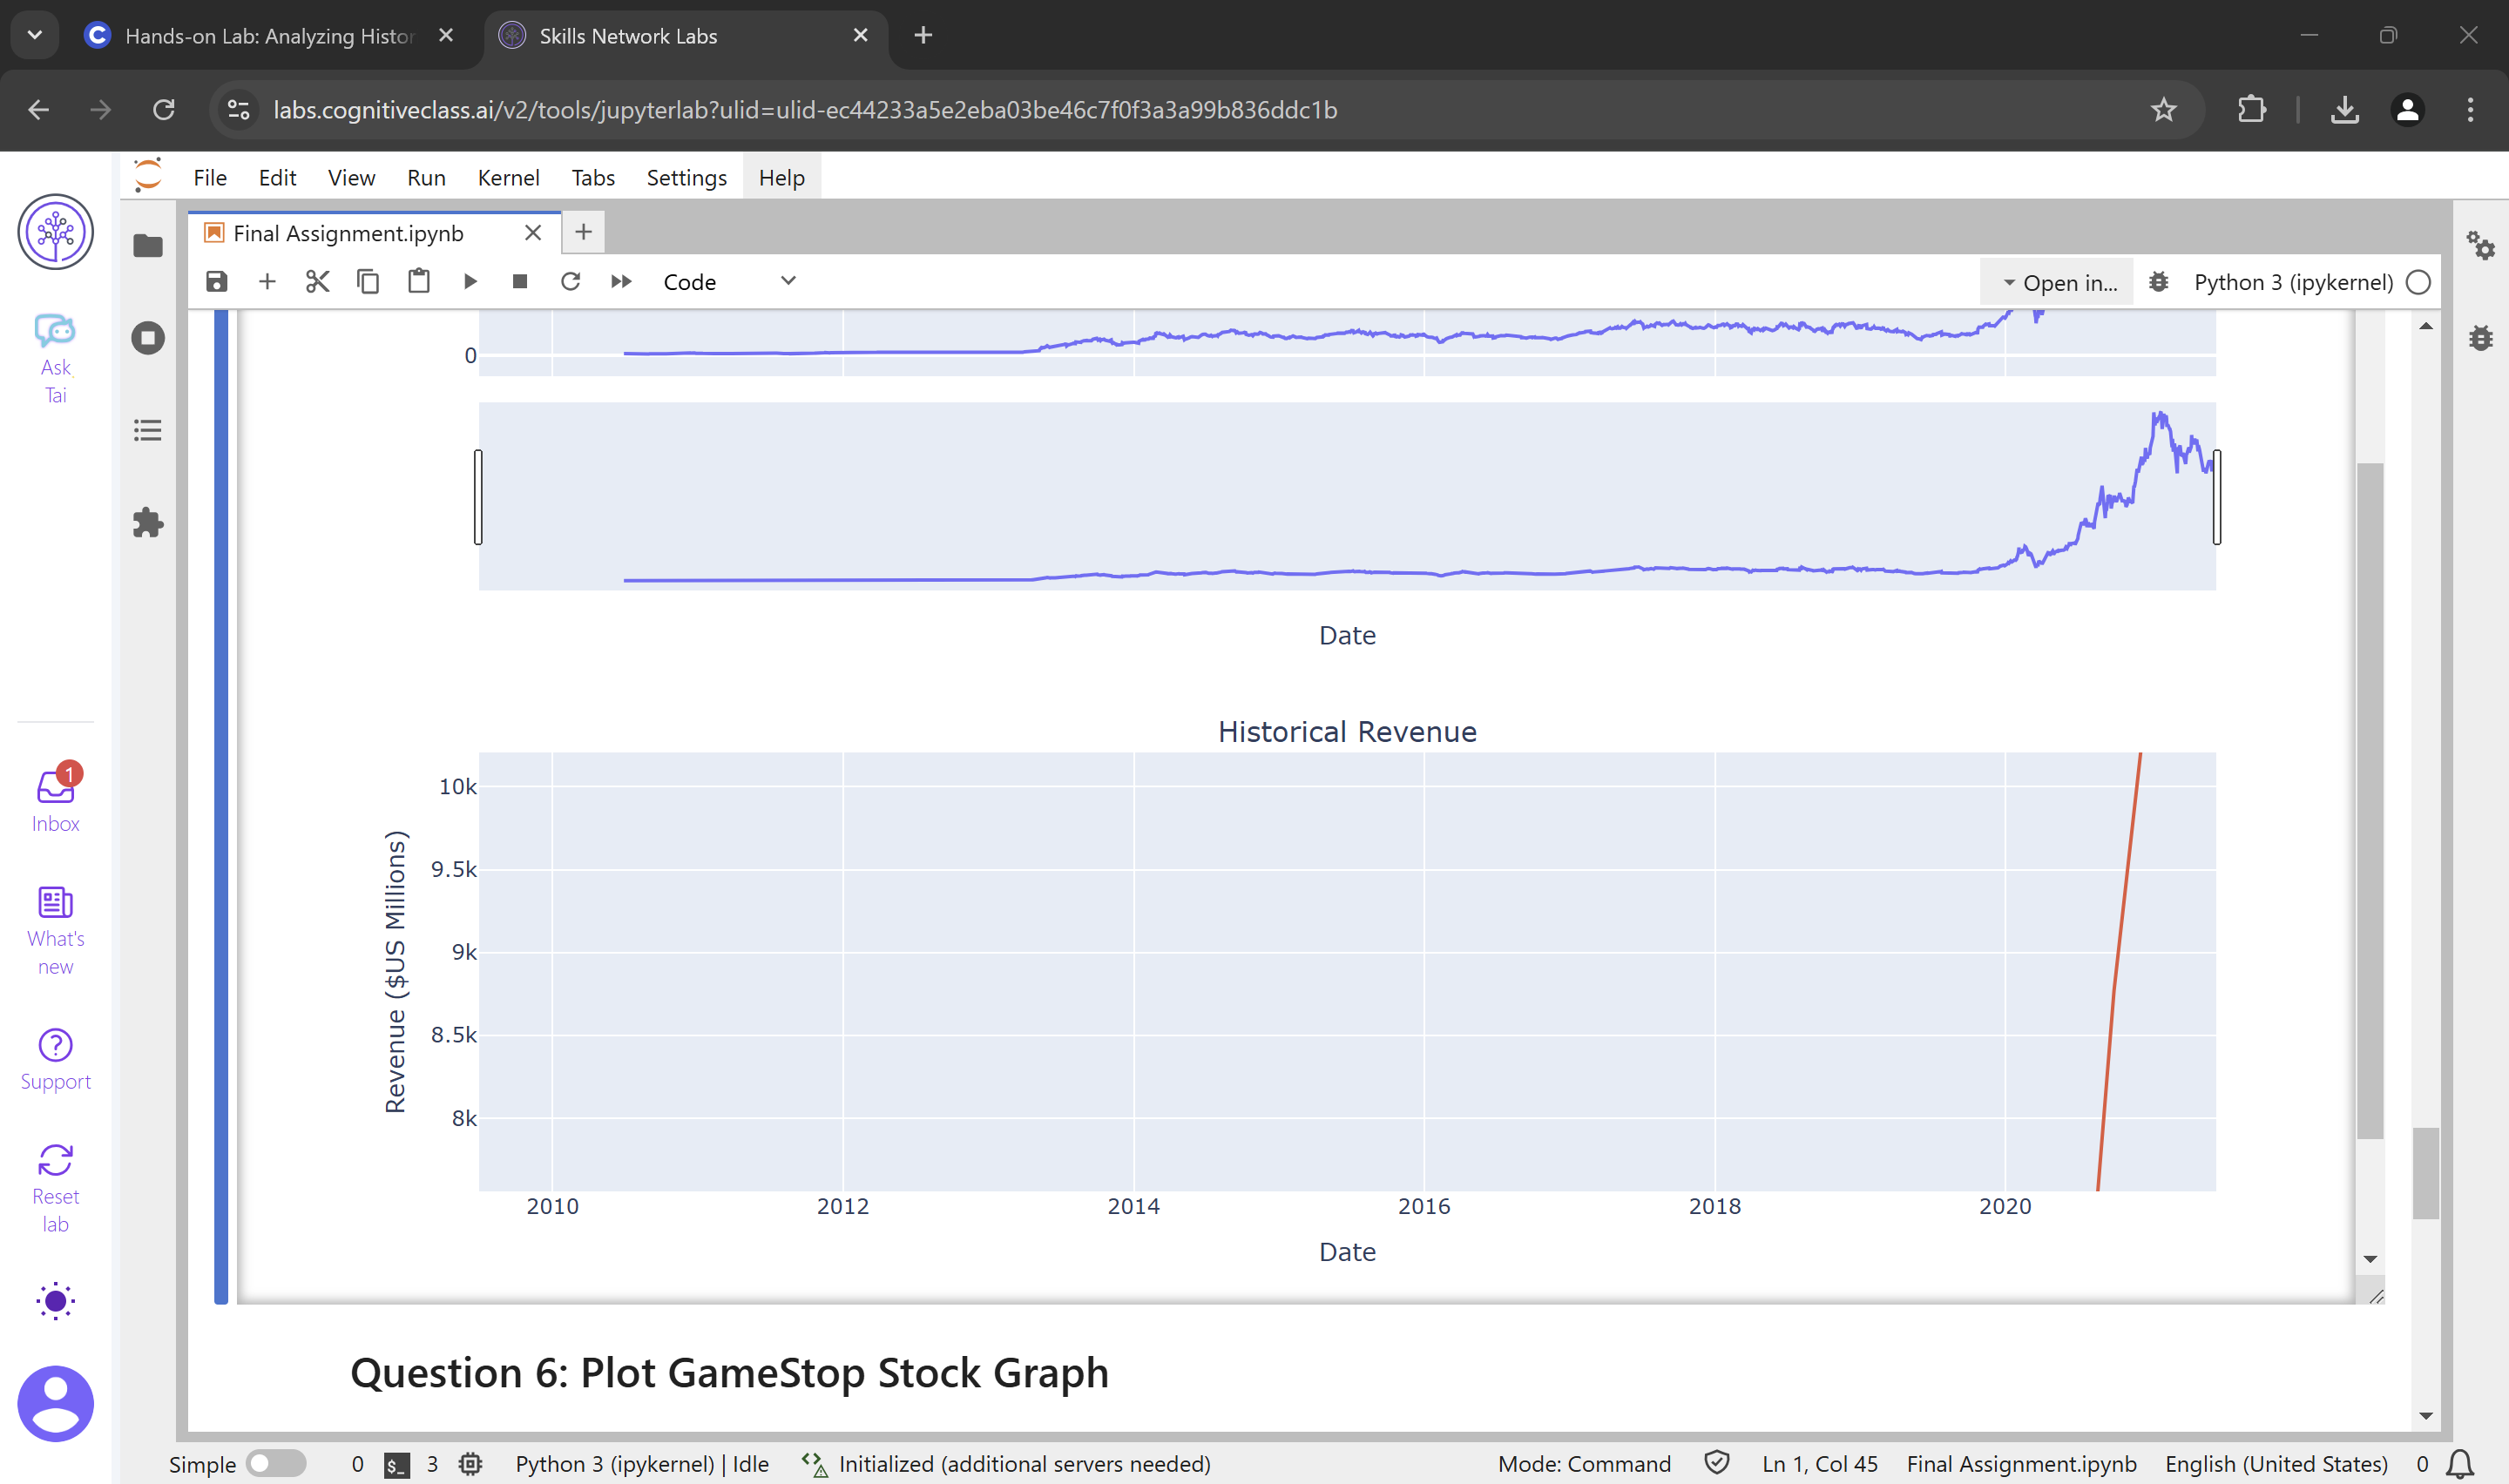 Hands-on Lab: Analyzing Histor
Skills Network Labs
labs.cognitiveclass.ai/v2/tools/jupyterlab?ulid=ulid-ec44233a5e2eba03be46c7f0f3a3a99b836ddc1b
File Edit View Run Kernel Tabs Settings Help
Final Assignment.ipynb
Code
Open in...
Python 3 (ipykernel)
Ask
Tai
Inbox
1
What's
new
Support
Reset
lab
0
Date
Historical Revenue
Revenue ($US Millions)
10k
9.5k
9k
8.5k
8k
2010 2012 2014 2016 2018 2020
Date
Question 6: Plot GameStop Stock Graph
Simple 0 $_ 3 Python 3 (ipykernel) | Idle Initialized (additional servers needed) Mode: Command Ln 1, Col 45 Final Assignment.ipynb English (United States) 0